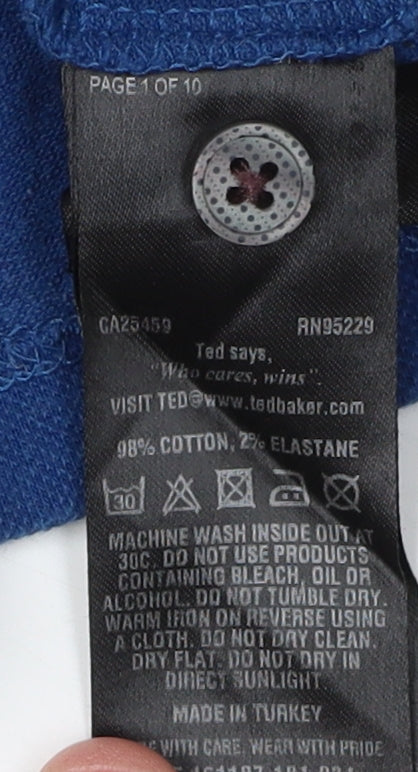 PAGE 1 OF 10
CA25459 RN95229
Ted says,
"Who cares, wins".
VISIT TED@www.tedbaker.com
98% COTTON, 2% ELASTANE
30
MACHINE WASH INSIDE OUT AT
30C. DO NOT USE PRODUCTS
CONTAINING BLEACH, OIL OR
ALCOHOL. DO NOT TUMBLE DRY.
WARM IRON ON REVERSE USING
A CLOTH. DO NOT DRY CLEAN.
DRY FLAT. DO NOT DRY IN
DIRECT SUNLIGHT
MADE IN TURKEY
WITH CARE. WEAR WITH PRIDE